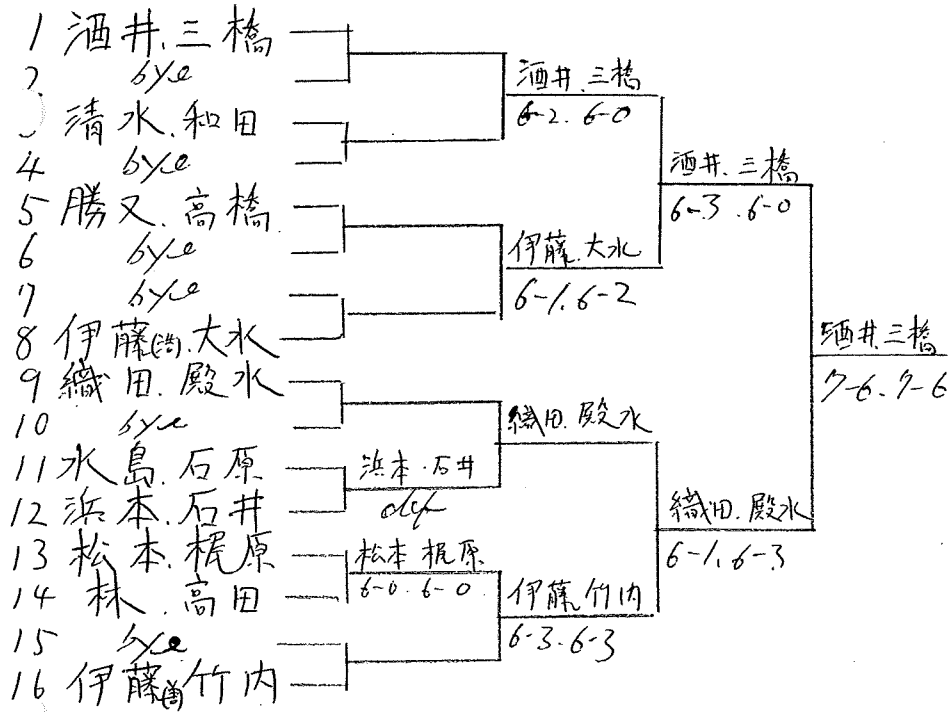 1 酒井.三橋
2 bye
3 清水.和田
4 bye
5 勝又.高橋
6 bye
7 bye
8 伊藤(浩).大水
9 織田.殿水
10 bye
11 水島.石原
12 浜本.石井
13 松本.梶原
14 林.高田
15 bye
16 伊藤 竹内
浜本.石井
def
松本 梶原
6-0. 6-0
酒井.三橋
6-2. 6-0
伊藤.大水
6-1. 6-2
織田.殿水
伊藤 竹内
6-3. 6-3
酒井.三橋
6-3. 6-0
織田.殿水
6-1. 6-3
酒井.三橋
7-6. 7-6